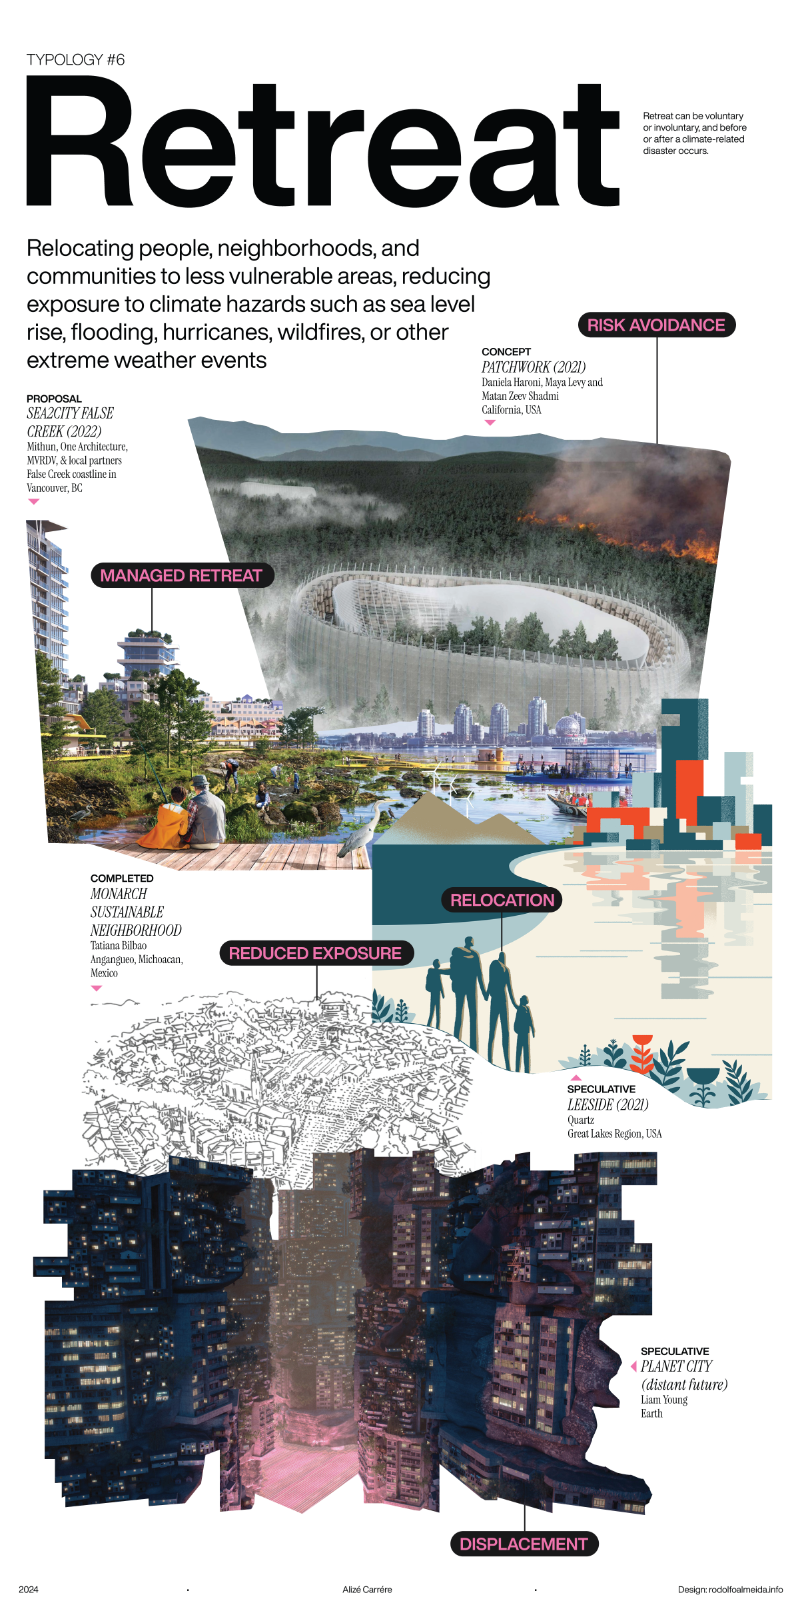 TYPOLOGY #6
Retreat
Retreat can be voluntary
or involuntary, and before
or after a climate-related
disaster occurs.
Relocating people, neighborhoods, and
communities to less vulnerable areas, reducing
exposure to climate hazards such as sea level
rise, flooding, hurricanes, wildfires, or other
extreme weather events
RISK AVOIDANCE
CONCEPT
PATCHWORK (2021)
Daniela Haroni, Maya Levy and
Matan Zeev Shadmi
California, USA
PROPOSAL
SEA2CITY FALSE
CREEK (2022)
Mithun, One Architecture,
MVRDV, & local partners
False Creek coastline in
Vancouver, BC
MANAGED RETREAT
COMPLETED
MONARCH
SUSTAINABLE
NEIGHBORHOOD
Tatiana Bilbao
Angangueo, Michoacan,
Mexico
RELOCATION
REDUCED EXPOSURE
SPECULATIVE
LEESIDE (2021)
Quartz
Great Lakes Region, USA
SPECULATIVE
PLANET CITY
(distant future)
Liam Young
Earth
DISPLACEMENT
2024 • Alizé Carrére • Design: rodolfoalmeida.info